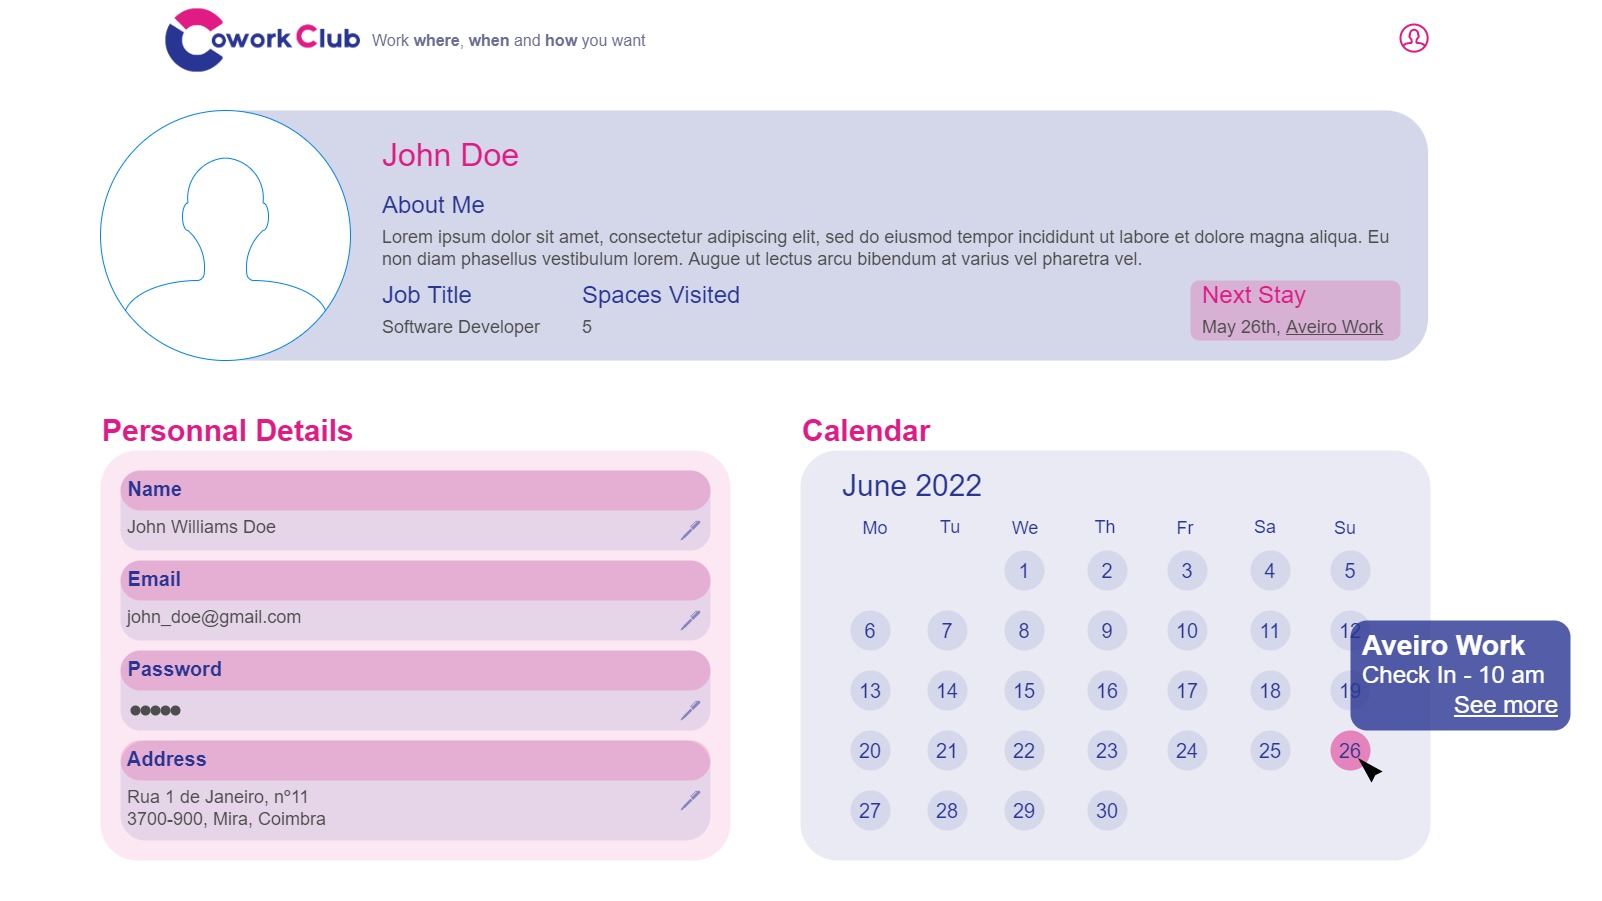 Cowork Club Work where, when and how you want
John Doe
About Me
Lorem ipsum dolor sit amet, consectetur adipiscing elit, sed do eiusmod tempor incididunt ut labore et dolore magna aliqua. Eu
non diam phasellus vestibulum lorem. Augue ut lectus arcu bibendum at varius vel pharetra vel.
Job Title
Software Developer
Spaces Visited
5
Next Stay
May 26th, Aveiro Work
Personnal Details
Name
John Williams Doe
Email
john_doe@gmail.com
Password
●●●●●
Address
Rua 1 de Janeiro, nº11
3700-900, Mira, Coimbra
Calendar
June 2022
Mo Tu We Th Fr Sa Su
1 2 3 4 5
6 7 8 9 10 11 12
13 14 15 16 17 18 19
20 21 22 23 24 25 26
27 28 29 30
Aveiro Work
Check In - 10 am
See more